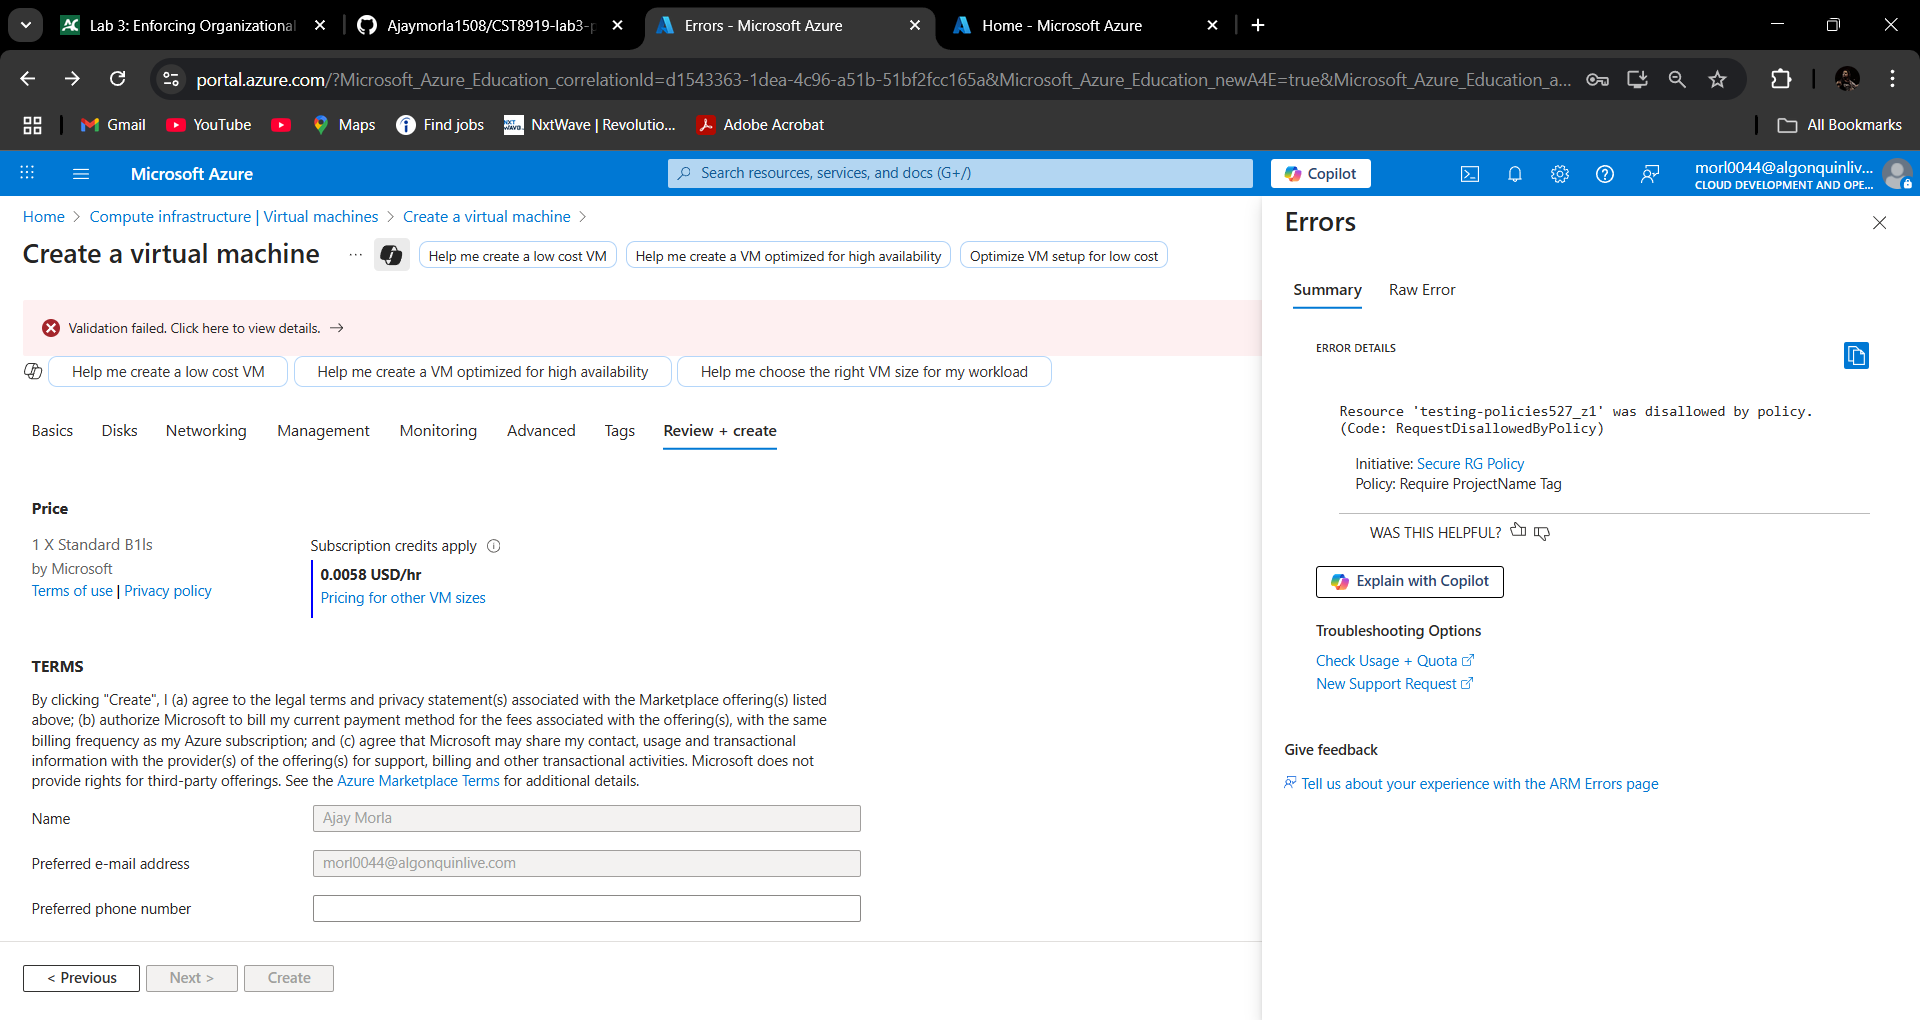 Lab 3: Enforcing Organizational
Ajaymorla1508/CST8919-lab3-p
Errors - Microsoft Azure
Home - Microsoft Azure
portal.azure.com/?Microsoft_Azure_Education_correlationId=d1543363-1dea-4c96-a51b-51bf2fcc165a&Microsoft_Azure_Education_newA4E=true&Microsoft_Azure_Education_a...
Gmail
YouTube
Maps
Find jobs
NxtWave | Revolutio...
Adobe Acrobat
All Bookmarks
Microsoft Azure
Search resources, services, and docs (G+/)
Copilot
morl0044@algonquinliv...
CLOUD DEVELOPMENT AND OPE...
Home > Compute infrastructure | Virtual machines > Create a virtual machine >
Create a virtual machine
...
Help me create a low cost VM
Help me create a VM optimized for high availability
Optimize VM setup for low cost
Validation failed. Click here to view details. →
Help me create a low cost VM
Help me create a VM optimized for high availability
Help me choose the right VM size for my workload
Basics
Disks
Networking
Management
Monitoring
Advanced
Tags
Review + create
Price
1 X Standard B1ls
by Microsoft
Terms of use | Privacy policy
Subscription credits apply
0.0058 USD/hr
Pricing for other VM sizes
TERMS
By clicking "Create", I (a) agree to the legal terms and privacy statement(s) associated with the Marketplace offering(s) listed
above; (b) authorize Microsoft to bill my current payment method for the fees associated with the offering(s), with the same
billing frequency as my Azure subscription; and (c) agree that Microsoft may share my contact, usage and transactional
information with the provider(s) of the offering(s) for support, billing and other transactional activities. Microsoft does not
provide rights for third-party offerings. See the Azure Marketplace Terms for additional details.
Name
Ajay Morla
Preferred e-mail address
morl0044@algonquinlive.com
Preferred phone number
< Previous
Next >
Create
Errors
Summary
Raw Error
ERROR DETAILS
Resource 'testing-policies527_z1' was disallowed by policy.
(Code: RequestDisallowedByPolicy)
Initiative: Secure RG Policy
Policy: Require ProjectName Tag
WAS THIS HELPFUL?
Explain with Copilot
Troubleshooting Options
Check Usage + Quota
New Support Request
Give feedback
Tell us about your experience with the ARM Errors page